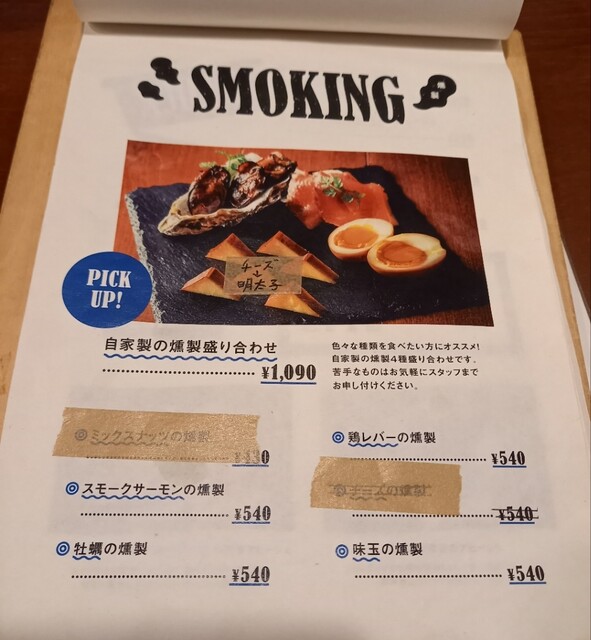 SMOKING
チーズ
↓
明太子
PICK
UP!
自家製の燻製盛り合わせ
¥1,090
色々な種類を食べたい方にオススメ!
自家製の燻製4種盛り合わせです。
苦手なものはお気軽にスタッフまで
お申し付けください。
ミックスナッツの燻製
スモークサーモンの燻製
¥540
牡蠣の燻製
¥540
鶏レバーの燻製
¥540
チーズの燻製
¥540
味玉の燻製
¥540